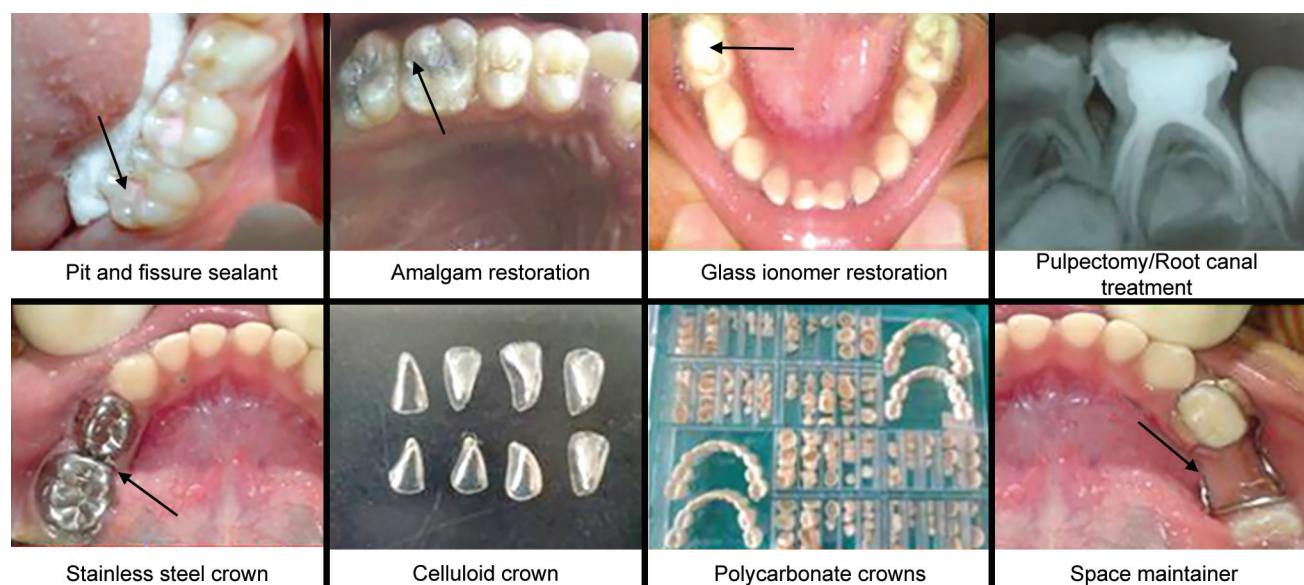 Pit and fissure sealant
Amalgam restoration
Glass ionomer restoration
Pulpectomy/Root canal
treatment
Stainless steel crown
Celluloid crown
Polycarbonate crowns
Space maintainer